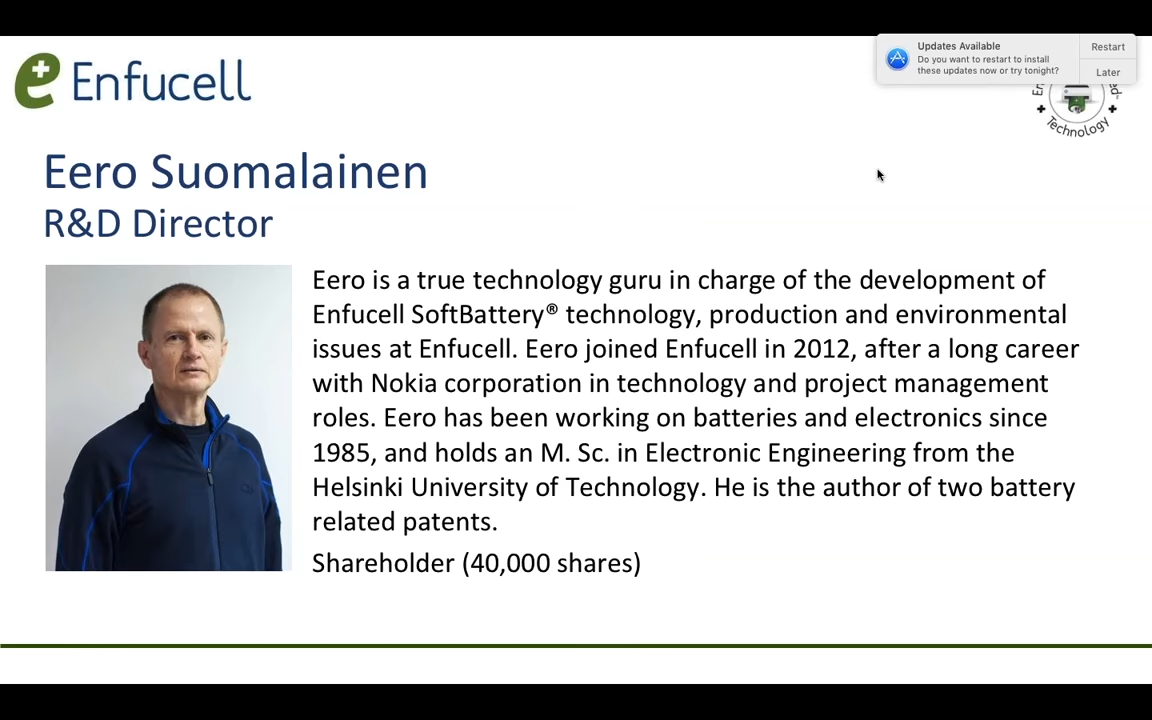 Enfucell
Updates Available
Do you want to restart to install
these updates now or try tonight?
Restart
Later
Technology
Eero Suomalainen
R&D Director
Eero is a true technology guru in charge of the development of
Enfucell SoftBattery® technology, production and environmental
issues at Enfucell. Eero joined Enfucell in 2012, after a long career
with Nokia corporation in technology and project management
roles. Eero has been working on batteries and electronics since
1985, and holds an M. Sc. in Electronic Engineering from the
Helsinki University of Technology. He is the author of two battery
related patents.
Shareholder (40,000 shares)